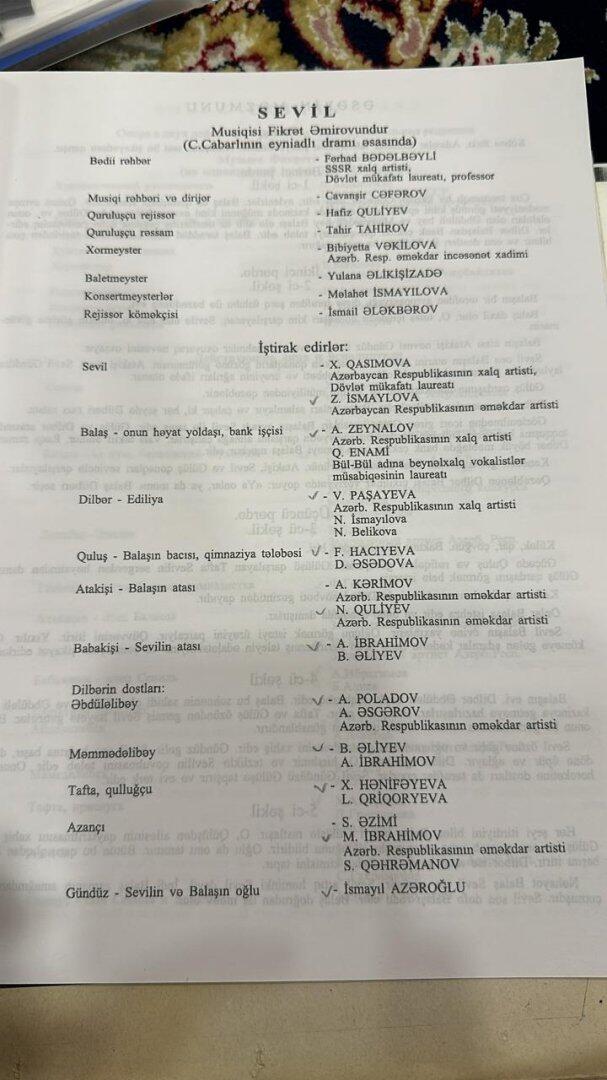 SEVİL
Musiqisi Fikrət Əmirovundur
(C.Cabarlının eyniadlı dramı əsasında)
Bədii rəhbər - Fərhad BƏDƏLBƏYLİ
SSSR xalq artisti,
Dövlət mükafatı laureatı, professor
Musiqi rəhbəri və dirijor - Cavanşir CƏFƏROV
Quruluşçu rejissor - Hafiz QULİYEV
Quruluşçu rəssam - Tahir TAHİROV
Xormeyster - Bibiyetta VƏKİLOVA
Azərb. Resp. əməkdar incəsənət xadimi
Baletmeyster - Yulana ƏLİKİŞİZADƏ
Konsertmeysterlər - Məlahət İSMAYILOVA
Rejissor köməkçisi - İsmail ƏLƏKBƏROV
İştirak edirlər:
Sevil - X. QASIMOVA
Azərbaycan Respublikasının xalq artisti,
Dövlət mükafatı laureatı
Z. İSMAYLOVA
Azərbaycan Respublikasının əməkdar artisti
Balaş - onun həyat yoldaşı, bank işçisi - A. ZEYNALOV
Azərb. Respublikasının xalq artisti
Q. ENAMİ
Bül-Bül adına beynəlxalq vokalistlər
müsabiqəsinin laureatı
Dilbər - Ediliya - V. PAŞAYEVA
Azərb. Respublikasının xalq artisti
N. İsmayılova
N. Belikova
Quluş - Balaşın bacısı, qimnaziya tələbəsi - F. HACIYEVA
D. ƏSƏDOVA
Atakişi - Balaşın atası - A. KƏRİMOV
Azərb. Respublikasının əməkdar artisti
N. QULİYEV
Azərb. Respublikasının əməkdar artisti
Babakişi - Sevilin atası - A. İBRAHİMOV
B. ƏLİYEV
Dilbərin dostları:
Əbdüləlibəy - A. POLADOV
A. ƏSGƏROV
Azərb. Respublikasının əməkdar artisti
Məmmədəlibəy - B. ƏLİYEV
A. İBRAHİMOV
Tafta, qulluğçu - X. HƏNİFƏYEVA
L. QRİQORYEVA
Azançı - S. ƏZİMİ
M. İBRAHİMOV
Azərb. Respublikasının əməkdar artisti
S. QƏHRƏMANOV
Gündüz - Sevilin və Balaşın oğlu - İsmayıl AZƏROĞLU